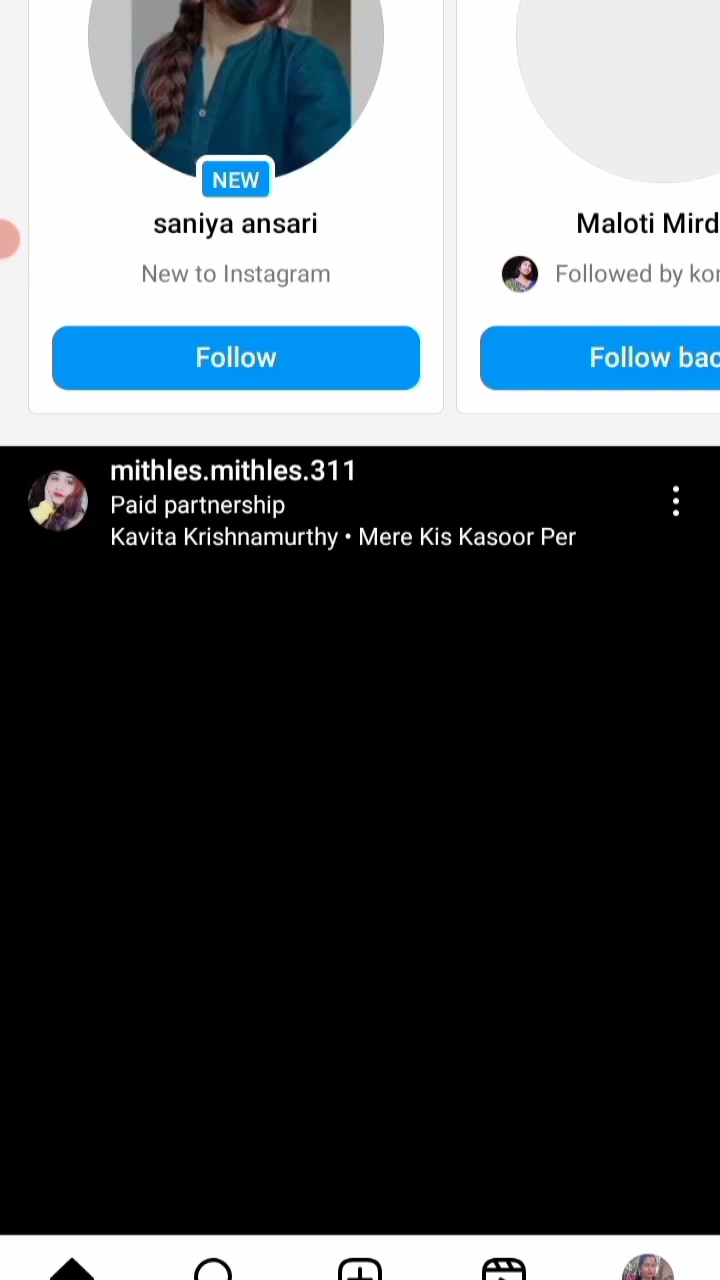 NEW
saniya ansari
New to Instagram
Follow
Maloti Mird
Followed by kor
Follow bac
mithles.mithles.311
Paid partnership
Kavita Krishnamurthy • Mere Kis Kasoor Per